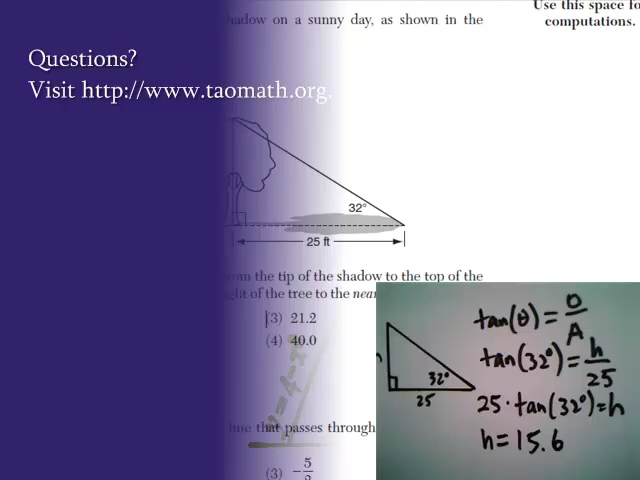 Use this space fo
computations.
hadow on a sunny day, as shown in the
Questions?
Visit http://www.taomath.org.
32°
25 ft
om the tip of the shadow to the top of the
ght of the tree to the near
(3) 21.2
(4) 40.0
line that passes through
(3) -5
tan(θ)=O/A
tan(32°)=h/25
25·tan(32°)=h
h=15.6
32°
25